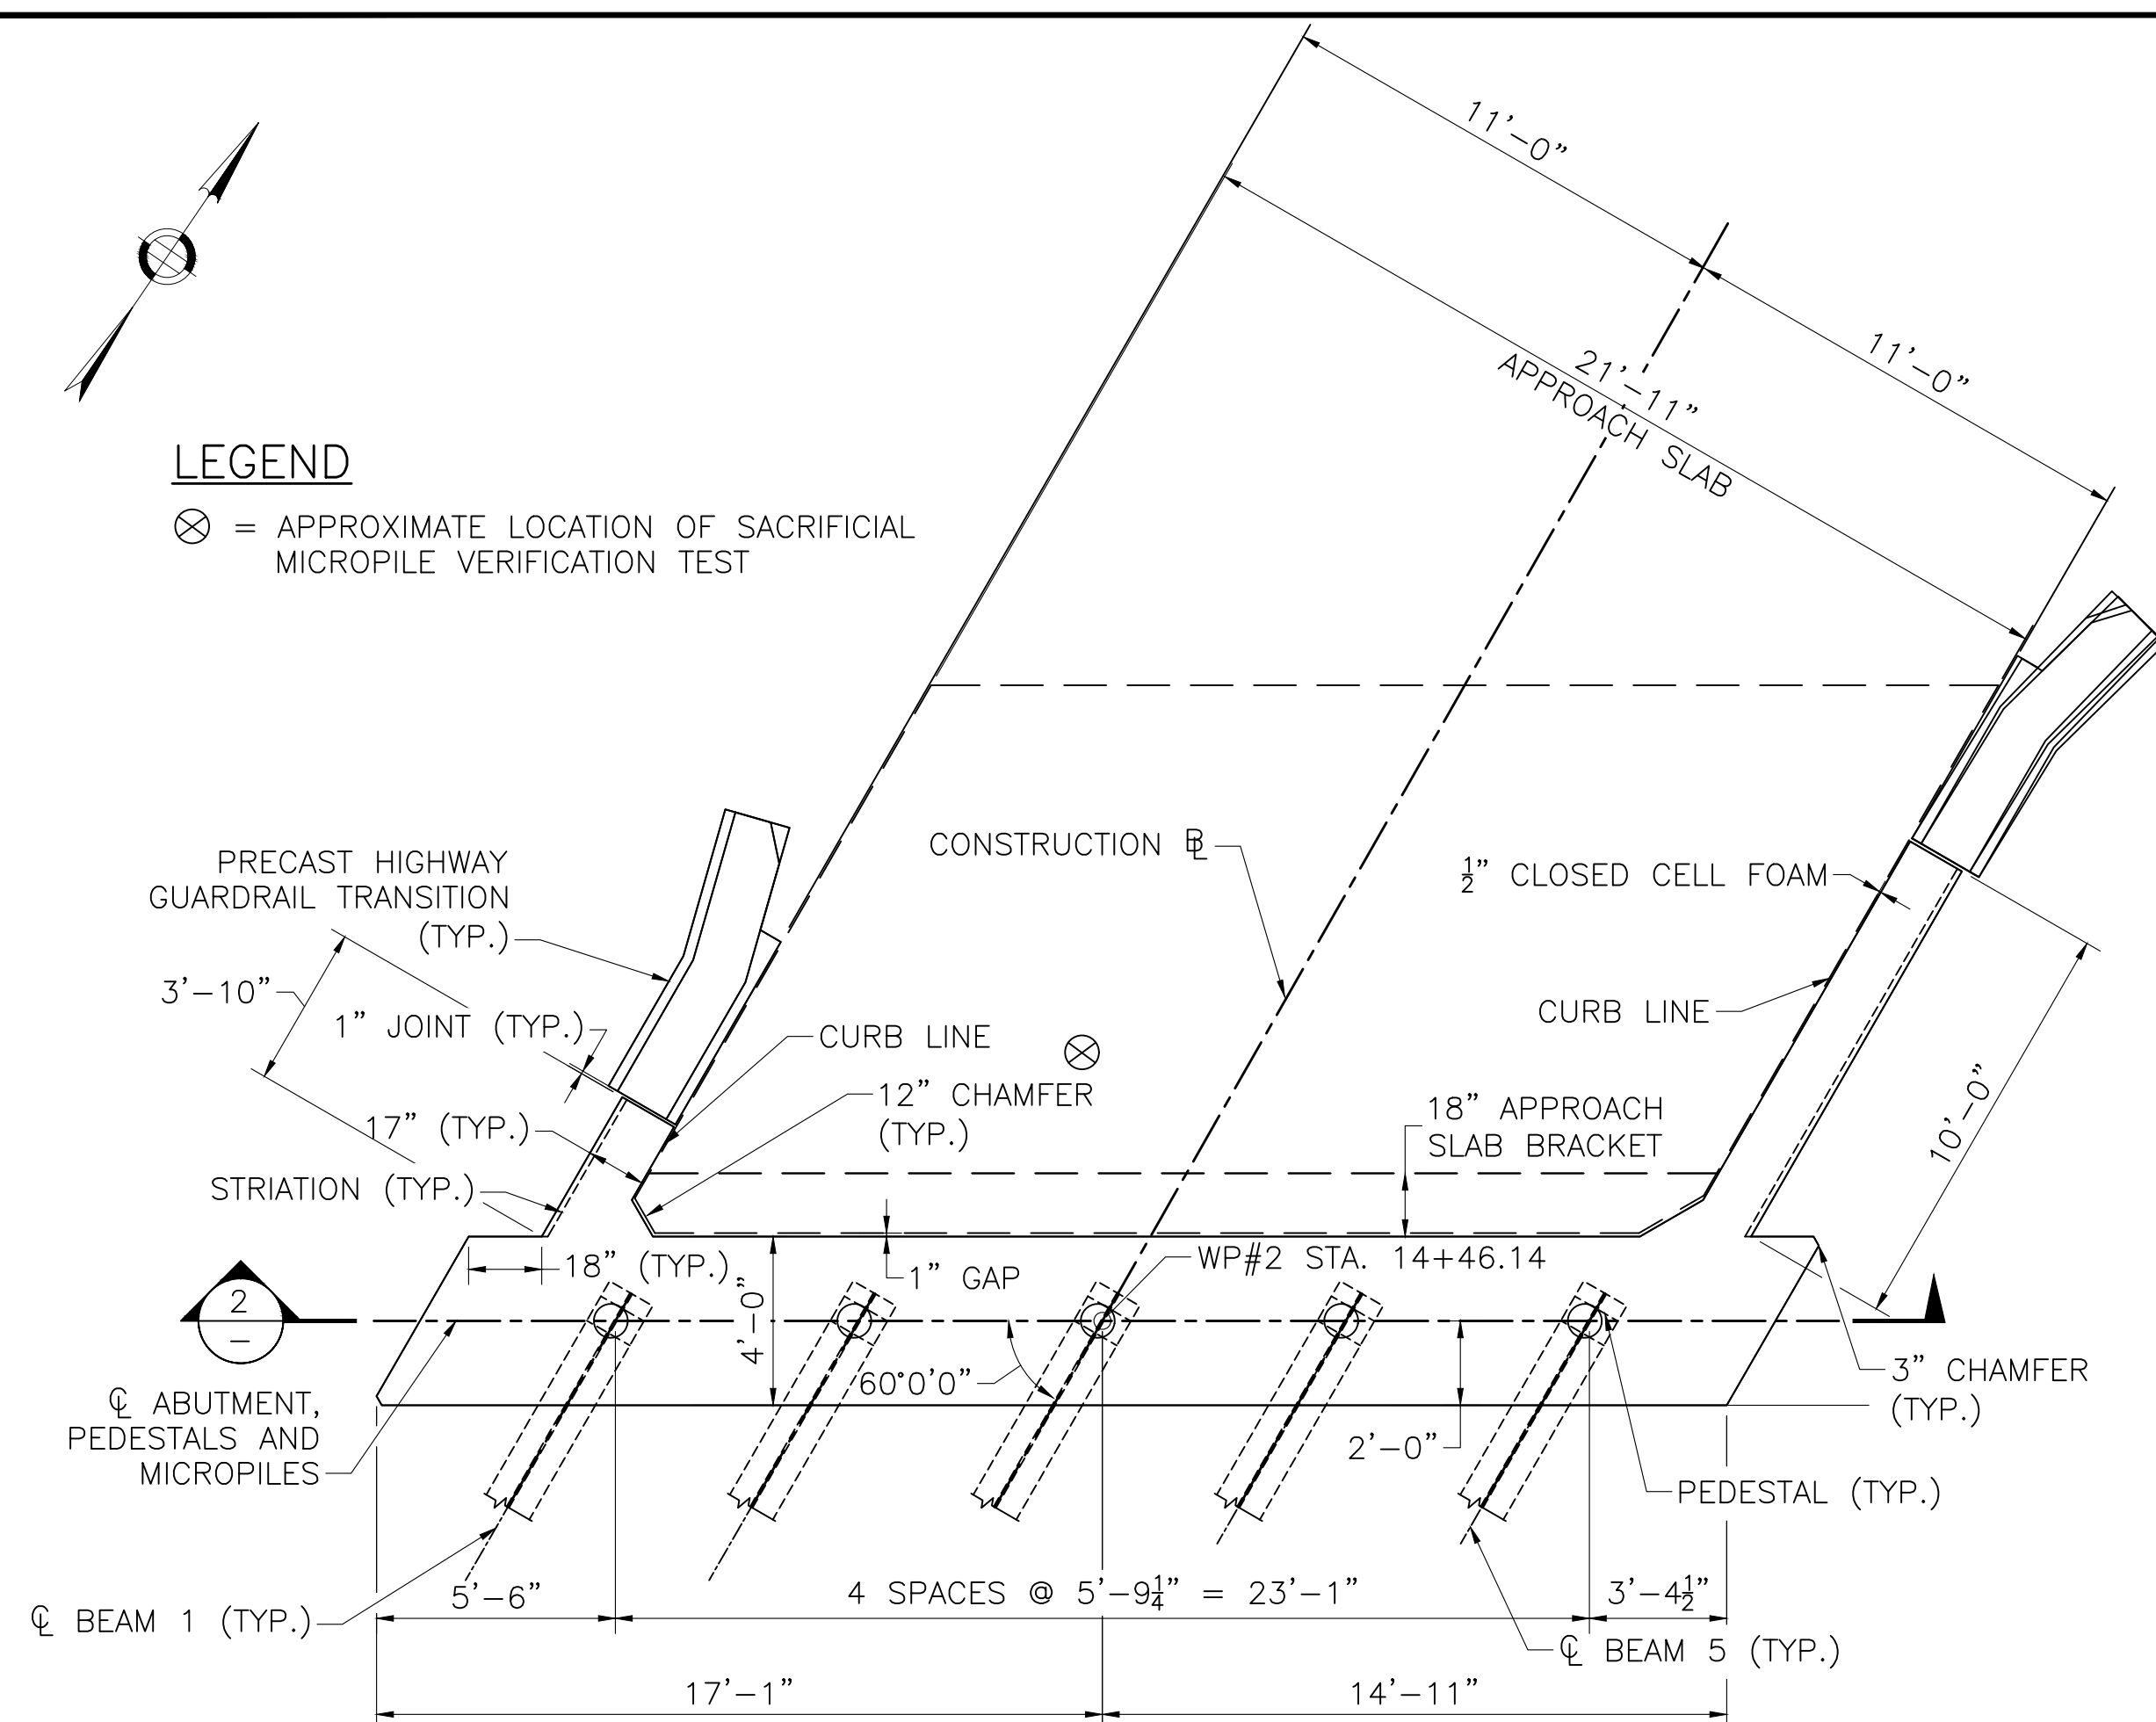 11'-0"
11'-0"
21'-11"
APPROACH SLAB
LEGEND
⊗ = APPROXIMATE LOCATION OF SACRIFICIAL
MICROPILE VERIFICATION TEST
CONSTRUCTION ℄
PRECAST HIGHWAY
GUARDRAIL TRANSITION
(TYP.)
½" CLOSED CELL FOAM
3'-10"
1" JOINT (TYP.)
CURB LINE
CURB LINE
12" CHAMFER
(TYP.)
17" (TYP.)
18" APPROACH
SLAB BRACKET
10'-0"
STRIATION (TYP.)
18" (TYP.)
1" GAP
WP#2 STA. 14+46.14
2
–
4'-0"
60°0'0"
3" CHAMFER
(TYP.)
℄ ABUTMENT,
PEDESTALS AND
MICROPILES
2'-0"
PEDESTAL (TYP.)
5'-6"
4 SPACES @ 5'-9¼" = 23'-1"
3'-4½"
℄ BEAM 1 (TYP.)
℄ BEAM 5 (TYP.)
17'-1"
14'-11"